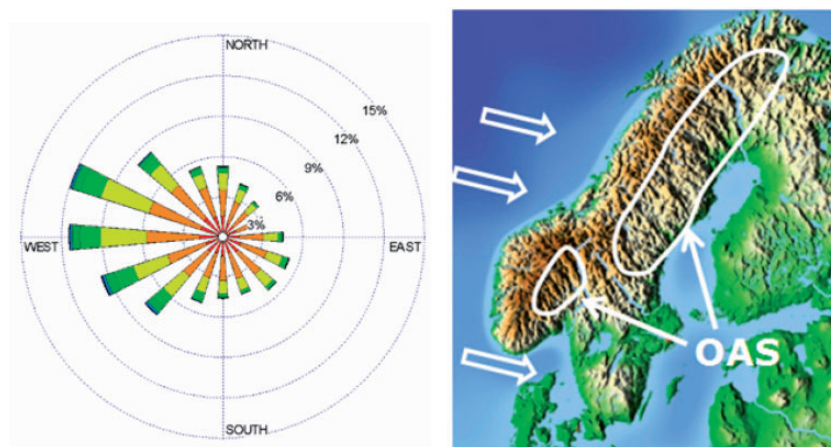 NORTH
15%
12%
9%
6%
3%
WEST
EAST
SOUTH
OAS